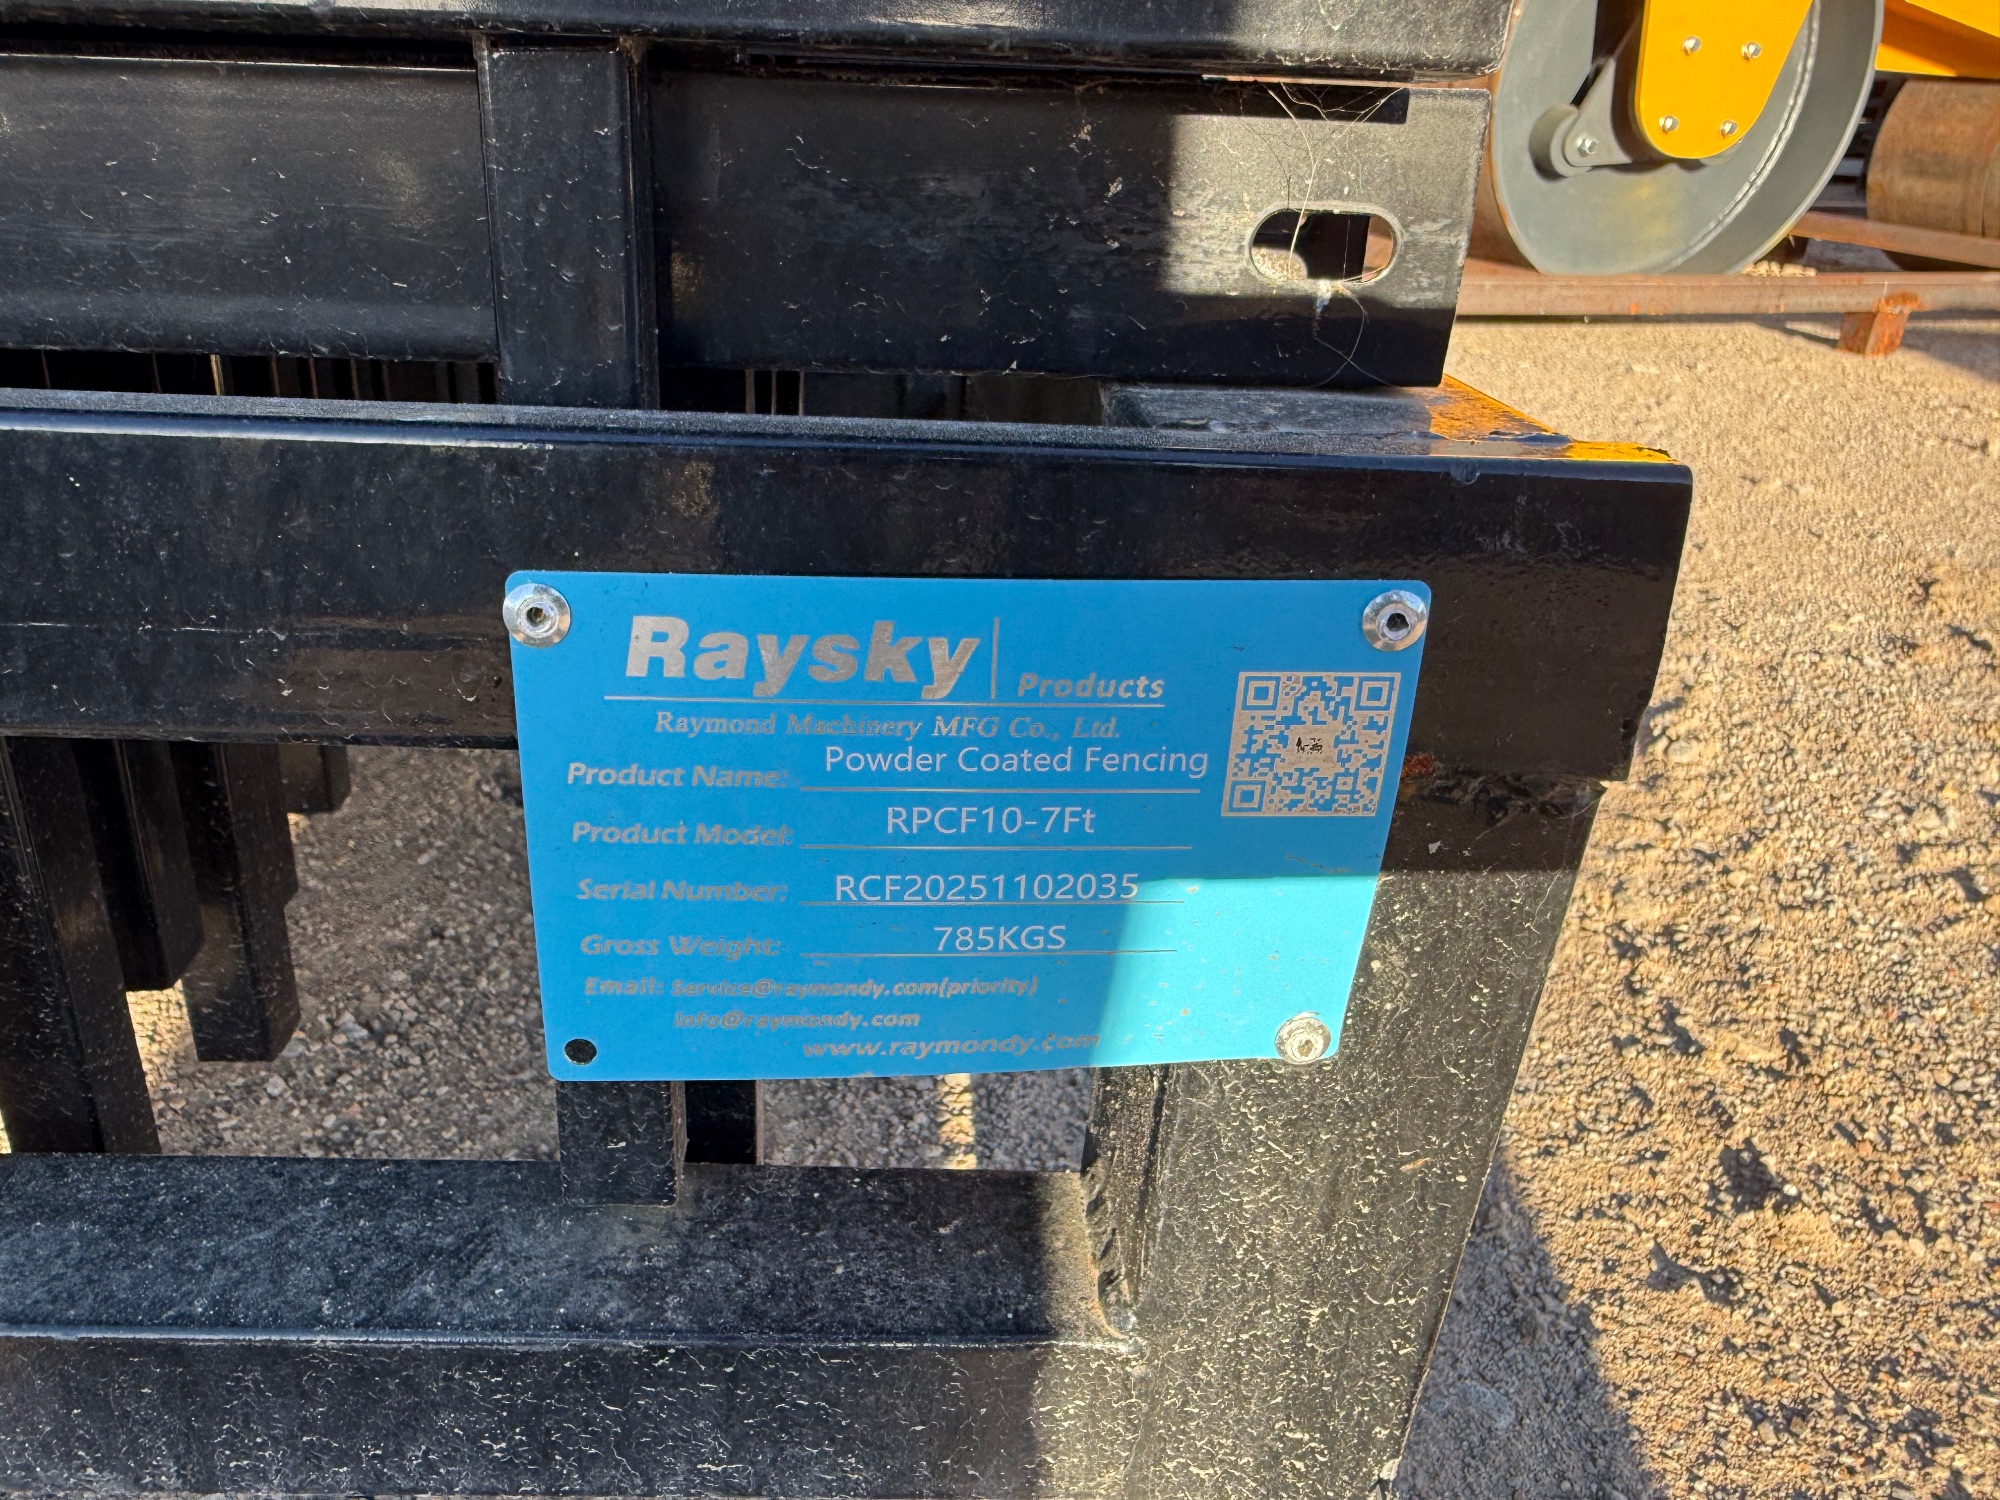 Raysky
Products
Raymond Machinery MFG Co., Ltd.
Product Name: Powder Coated Fencing
Product Model: RPCF10-7Ft
Serial Number: RCF20251102035
Gross Weight: 785KGS
Email: Service@raymondy.com(priority)
info@raymondy.com
www.raymondy.com